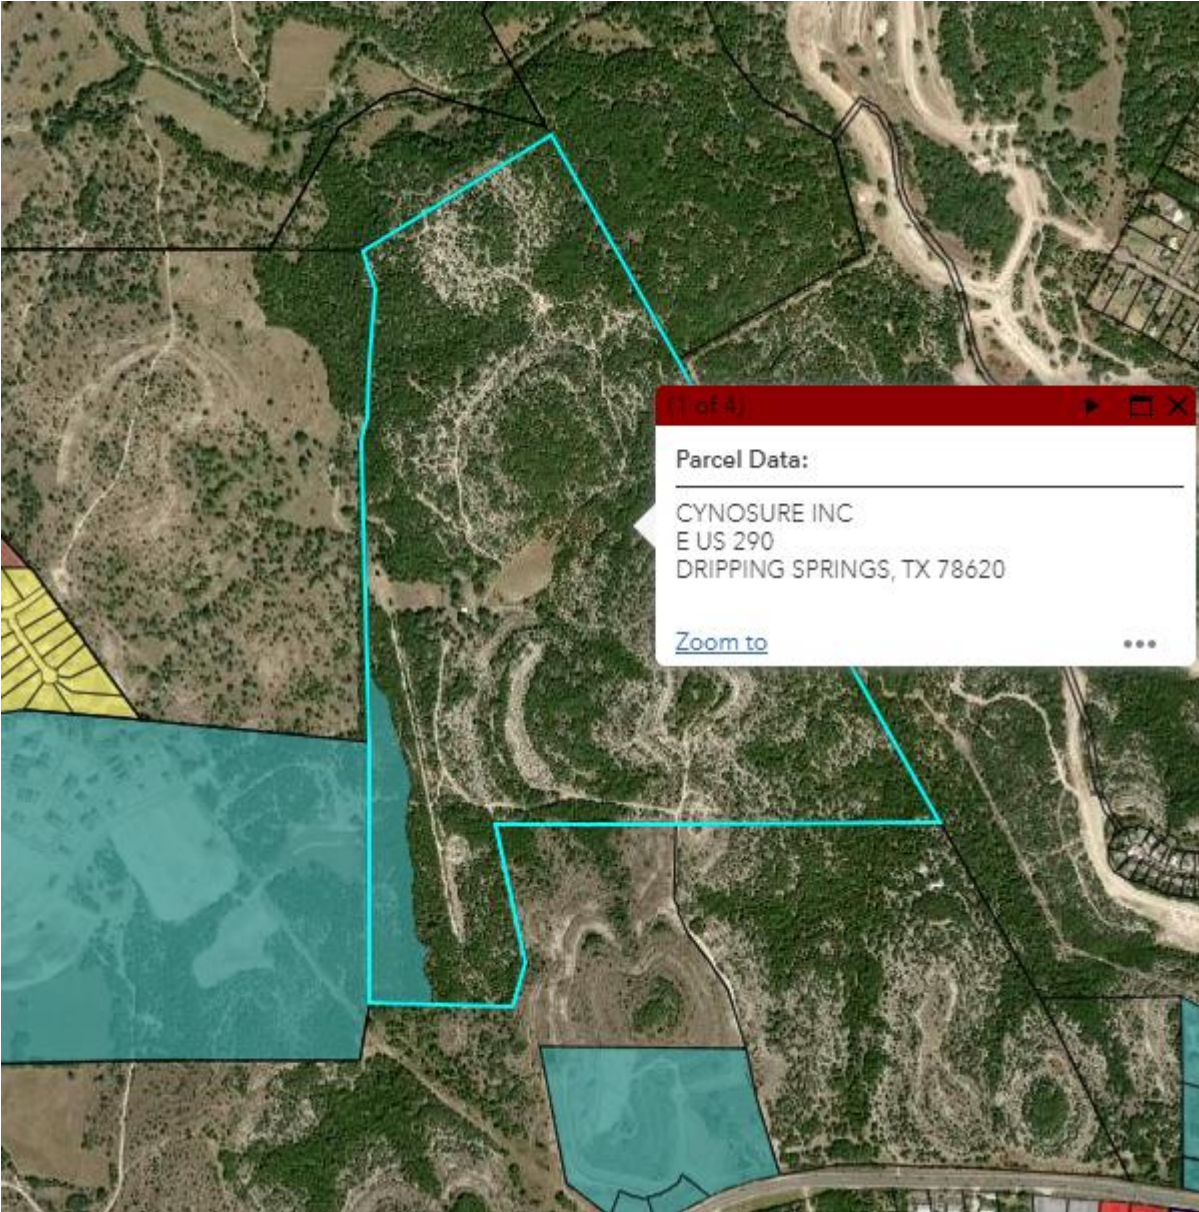 (1 of 4)
Parcel Data:
CYNOSURE INC
E US 290
DRIPPING SPRINGS, TX 78620
Zoom to